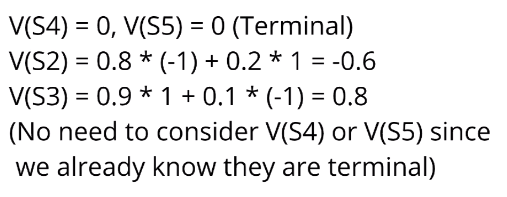 V(S4) = 0, V(S5) = 0 (Terminal)
V(S2) = 0.8 * (-1) + 0.2 * 1 = -0.6
V(S3) = 0.9 * 1 + 0.1 * (-1) = 0.8
(No need to consider V(S4) or V(S5) since
we already know they are terminal)